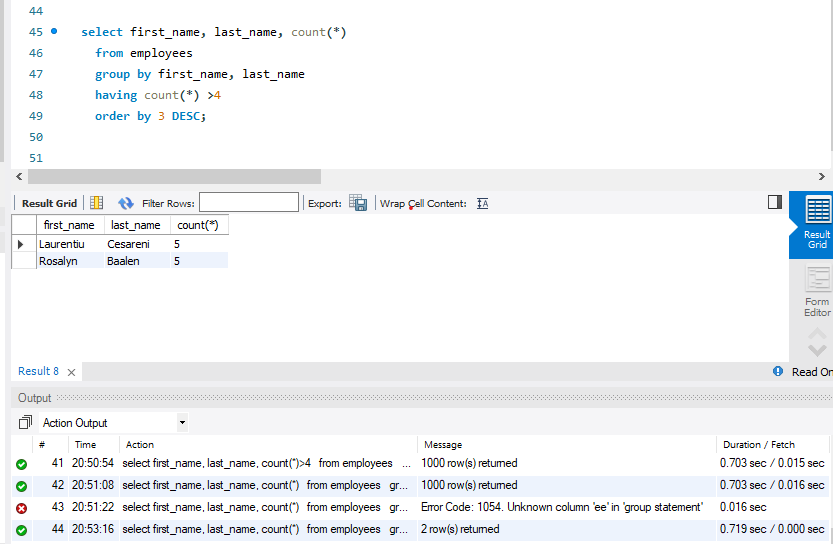 44
45 select first_name, last_name, count(*)
46 from employees
47 group by first_name, last_name
48 having count(*) >4
49 order by 3 DESC;
50
51
Result Grid Filter Rows: Export: Wrap Cell Content:
first_name last_name count(*)
Laurentiu Cesareni 5
Rosalyn Baalen 5
Result Grid
Form Editor
Result 8 Read On
Output
Action Output
# Time Action Message Duration / Fetch
41 20:50:54 select first_name, last_name, count(*)>4 from employees ... 1000 row(s) returned 0.703 sec / 0.015 sec
42 20:51:08 select first_name, last_name, count(*) from employees gr... 1000 row(s) returned 0.703 sec / 0.016 sec
43 20:51:22 select first_name, last_name, count(*) from employees gr... Error Code: 1054. Unknown column 'ee' in 'group statement' 0.016 sec
44 20:53:16 select first_name, last_name, count(*) from employees gr... 2 row(s) returned 0.719 sec / 0.000 sec